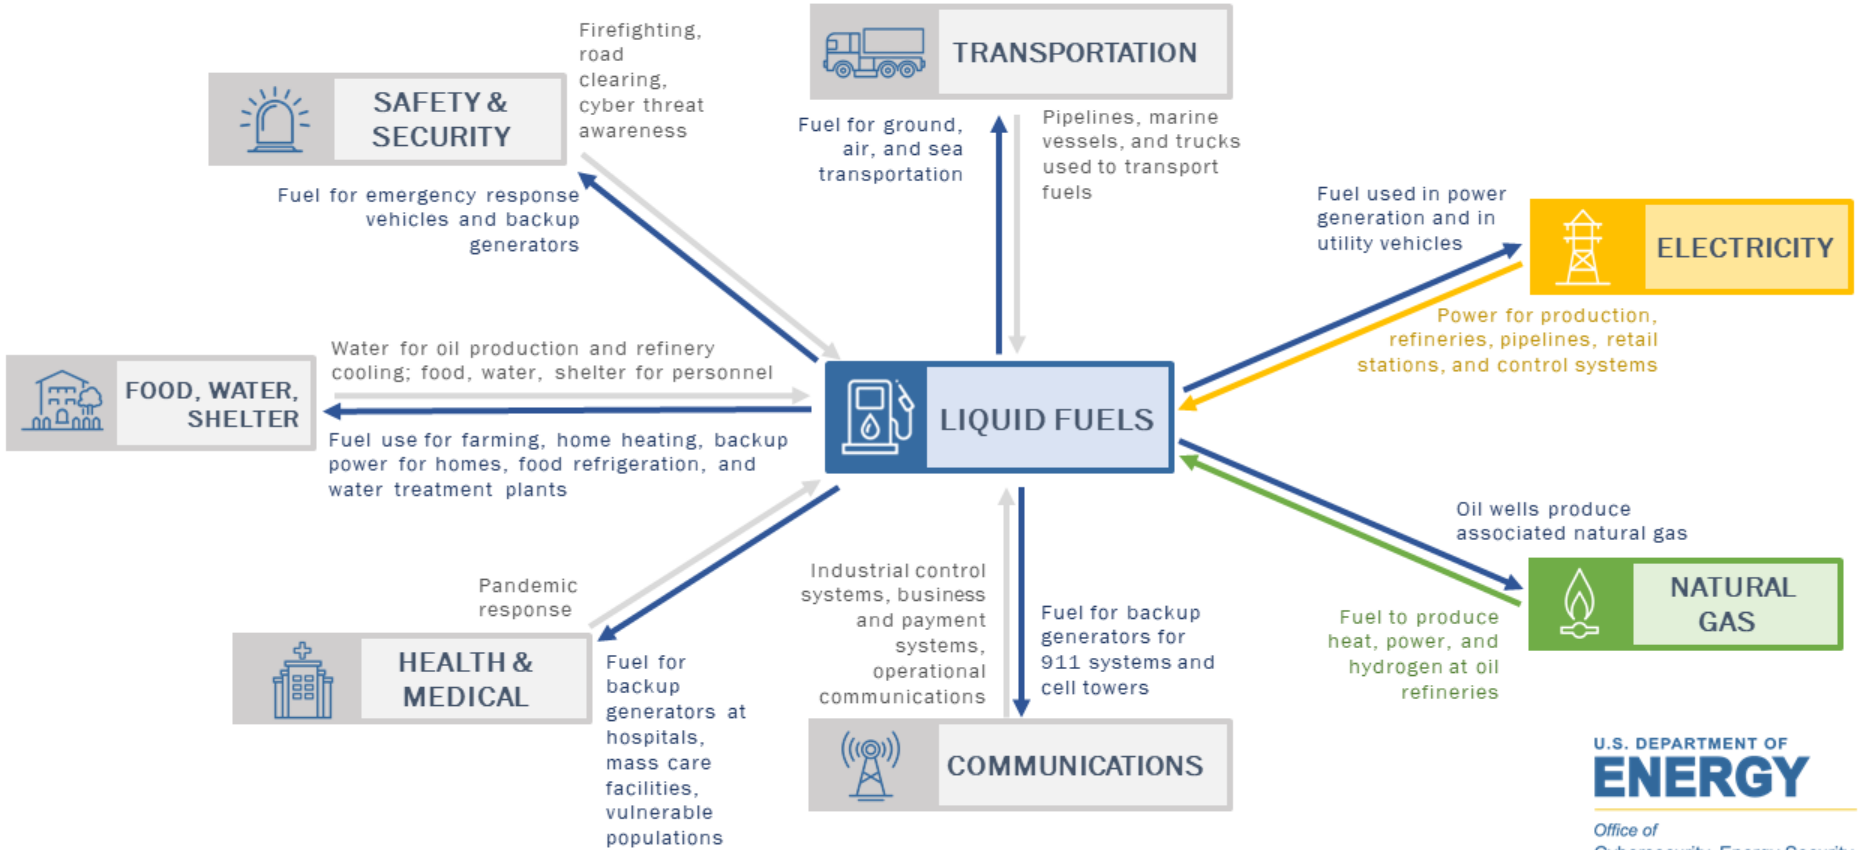 Firefighting,
road
clearing,
cyber threat
awareness
SAFETY &
SECURITY
Fuel for emergency response
vehicles and backup
generators
TRANSPORTATION
Fuel for ground,
air, and sea
transportation
Pipelines, marine
vessels, and trucks
used to transport
fuels
Fuel used in power
generation and in
utility vehicles
ELECTRICITY
Power for production,
refineries, pipelines, retail
stations, and control systems
Water for oil production and refinery
cooling; food, water, shelter for personnel
FOOD, WATER,
SHELTER
Fuel use for farming, home heating, backup
power for homes, food refrigeration, and
water treatment plants
LIQUID FUELS
Oil wells produce
associated natural gas
NATURAL
GAS
Fuel to produce
heat, power, and
hydrogen at oil
refineries
Pandemic
response
HEALTH &
MEDICAL
Fuel for
backup
generators at
hospitals,
mass care
facilities,
vulnerable
populations
Industrial control
systems, business
and payment
systems,
operational
communications
Fuel for backup
generators for
911 systems and
cell towers
COMMUNICATIONS
U.S. DEPARTMENT OF
ENERGY
Office of
Cybersecurity, Energy Security